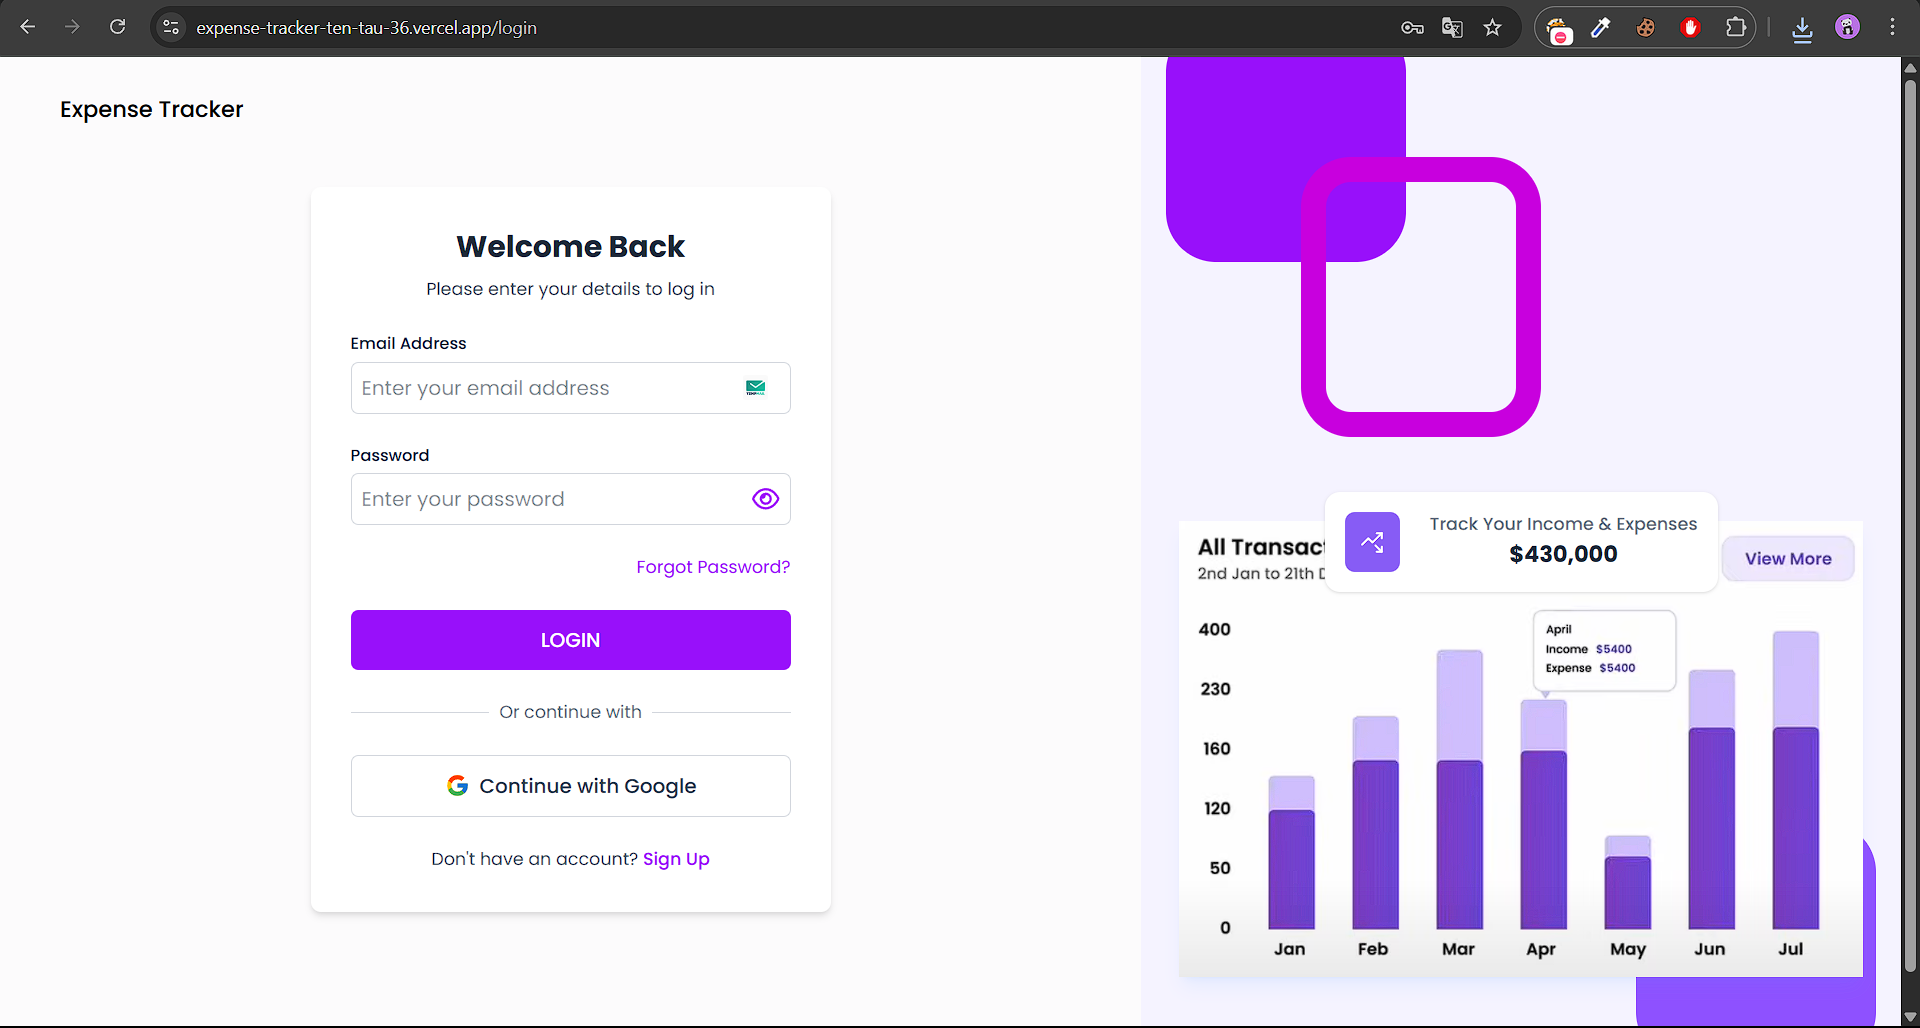 expense-tracker-ten-tau-36.vercel.app/login
Expense Tracker
Welcome Back
Please enter your details to log in
Email Address
Enter your email address
Password
Enter your password
Forgot Password?
LOGIN
Or continue with
Continue with Google
Don't have an account? Sign Up
Track Your Income & Expenses
$430,000
All Transact
2nd Jan to 21th D
View More
April
Income $5400
Expense $5400
400
230
160
120
50
0
Jan Feb Mar Apr May Jun Jul